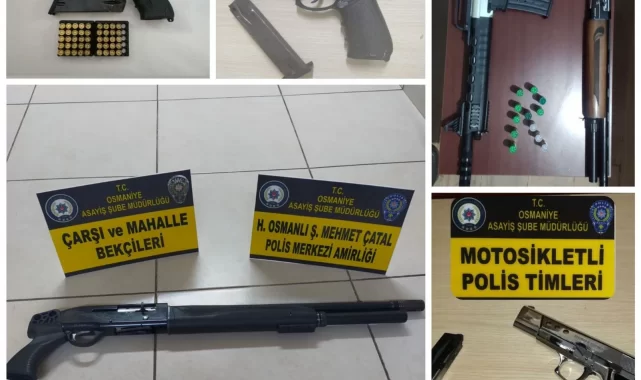 T.C.
OSMANİYE
ASAYİŞ ŞUBE MÜDÜRLÜĞÜ
ÇARŞI ve MAHALLE
BEKÇİLERİ
T.C.
OSMANİYE
ASAYİŞ ŞUBE MÜDÜRLÜĞÜ
H. OSMANLI Ş. MEHMET ÇATAL
POLİS MERKEZİ AMİRLİĞİ
T.C.
OSMANİYE
ASAYİŞ ŞUBE MÜDÜRLÜĞÜ
MOTOSİKLETLİ
POLİS TİMLERİ